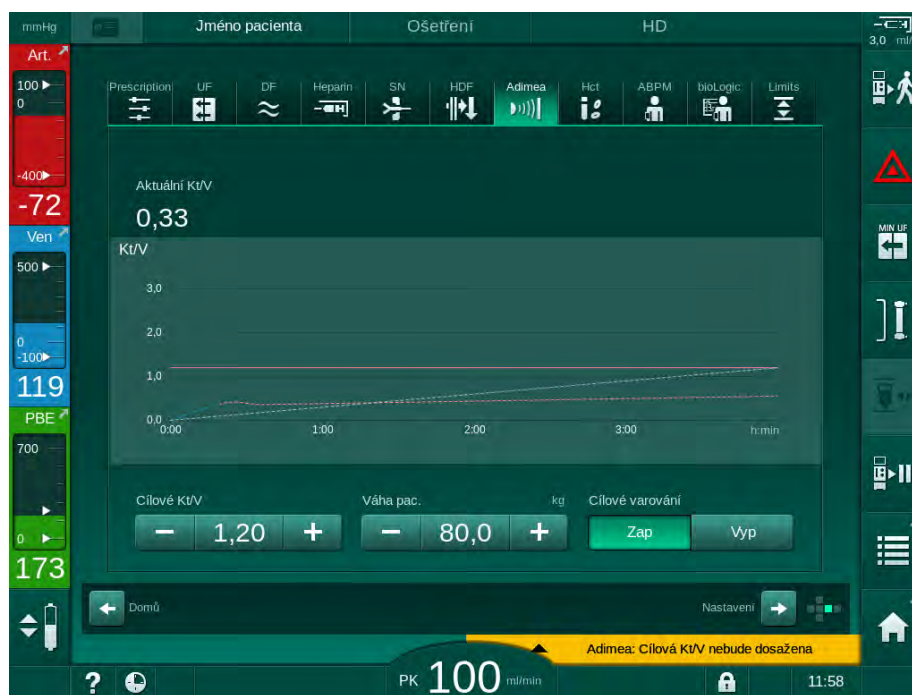 mmHg
Jméno pacienta
Ošetření
HD
3,0 ml/
Art.
100
0
-400
-72
Ven
500
0
-100
119
PBE
700
0
173
Prescription
UF
DF
Heparin
SN
HDF
Adimea
Hct
ABPM
bioLogic
Limits
Aktuální Kt/V
0,33
Kt/V
3,0
2,0
1,0
0,0
0:00
1:00
2:00
3:00
h:min
Cílové Kt/V
Váha pac.
kg
Cílové varování
− 1,20 +
− 80,0 +
Zap
Vyp
Domů
Nastavení
Adimea: Cílová Kt/V nebude dosažena
MIN UF
? PK 100 ml/min
11:58